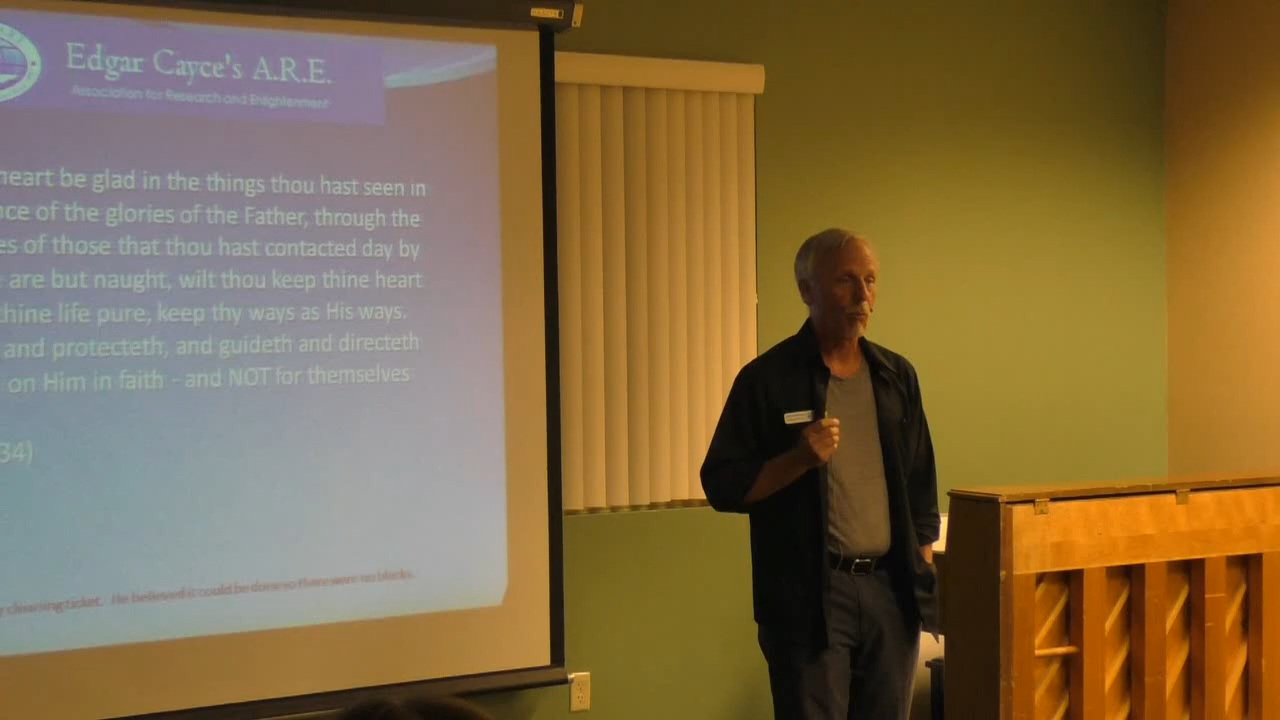 Edgar Cayce's A.R.E.
Association for Research and Enlightenment
heart be glad in the things thou hast seen in
of the glories of the Father, through the
of those that thou hast contacted day by
are but naught, wilt thou keep thine heart
thine life pure, keep thy ways as His ways.
and protecteth, and guideth and directeth
on Him in faith - and NOT for themselves
34)
cleaning ticket. He believed it could be done so there were no blocks.